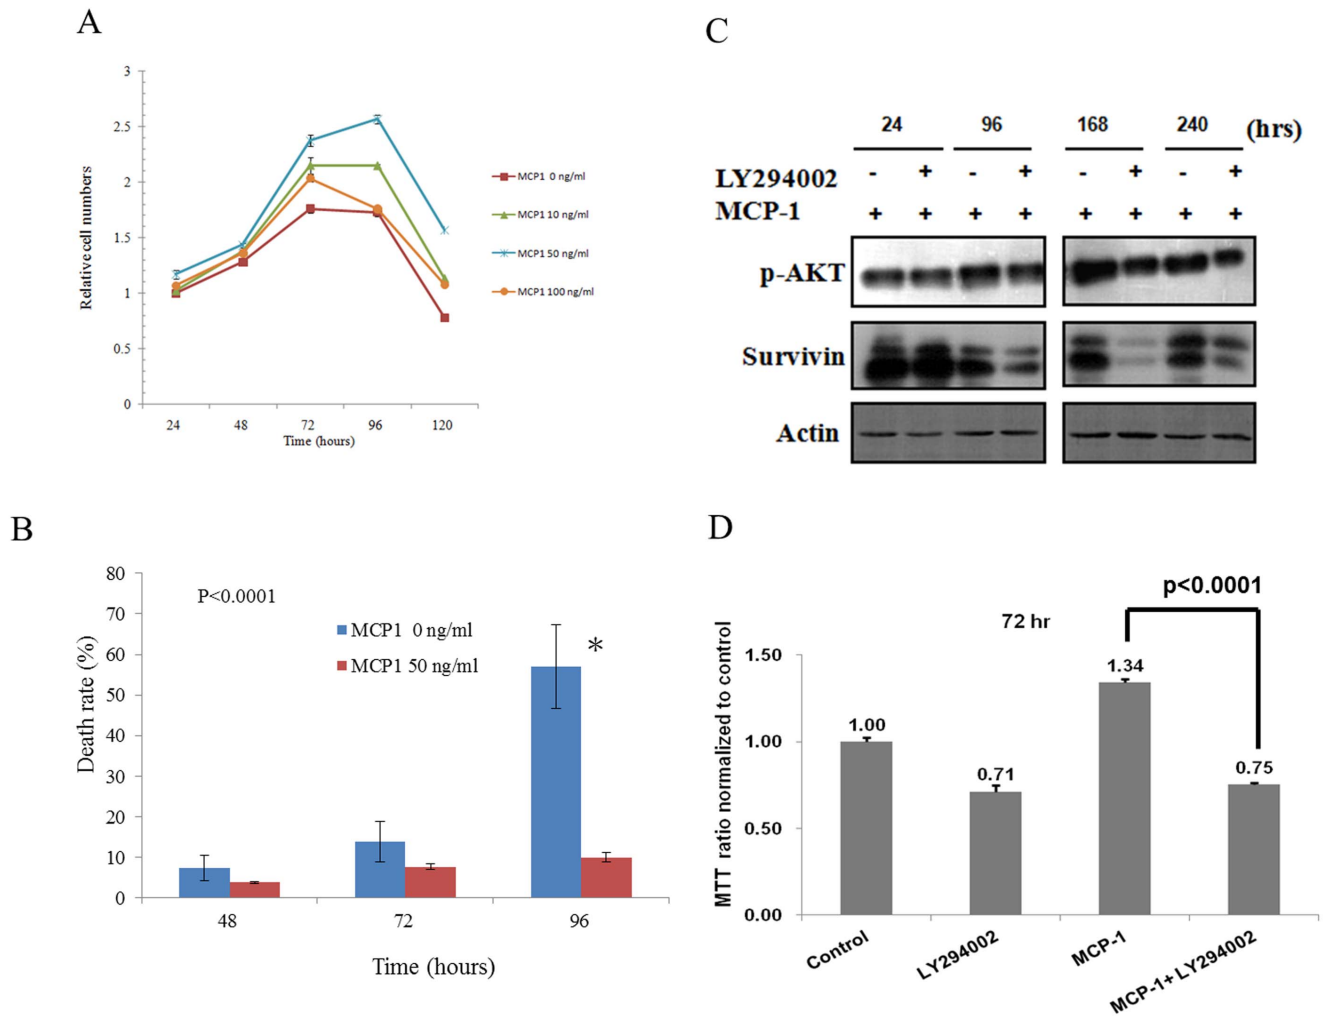 A
3
2.5
2
1.5
1
0.5
0
Relative cell numbers
24 48 72 96 120
Time (hours)
MCP1 0 ng/ml
MCP1 10 ng/ml
MCP1 50 ng/ml
MCP1 100 ng/ml
B
80
70
60
50
40
30
20
10
0
Death rate (%)
P<0.0001
MCP1 0 ng/ml
MCP1 50 ng/ml
*
48 72 96
Time (hours)
C
24 96 168 240 (hrs)
LY294002 - + - + - + - +
MCP-1 + + + + + + + +
p-AKT
Survivin
Actin
D
p<0.0001
72 hr
MTT ratio normalized to control
1.50
1.00
0.50
0.00
1.00
0.71
1.34
0.75
Control
LY294002
MCP-1
MCP-1+ LY294002